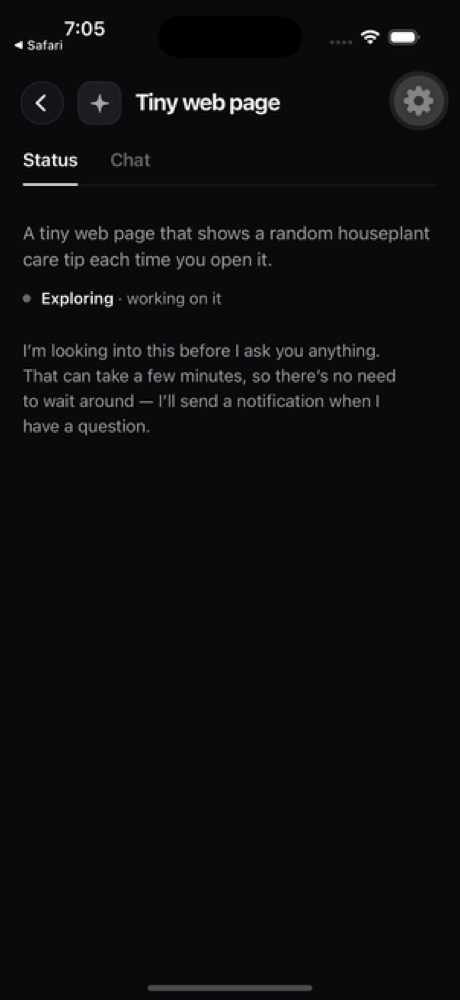 7:05
◀ Safari
Tiny web page
Status Chat
A tiny web page that shows a random houseplant
care tip each time you open it.
Exploring · working on it
I'm looking into this before I ask you anything.
That can take a few minutes, so there's no need
to wait around — I'll send a notification when I
have a question.